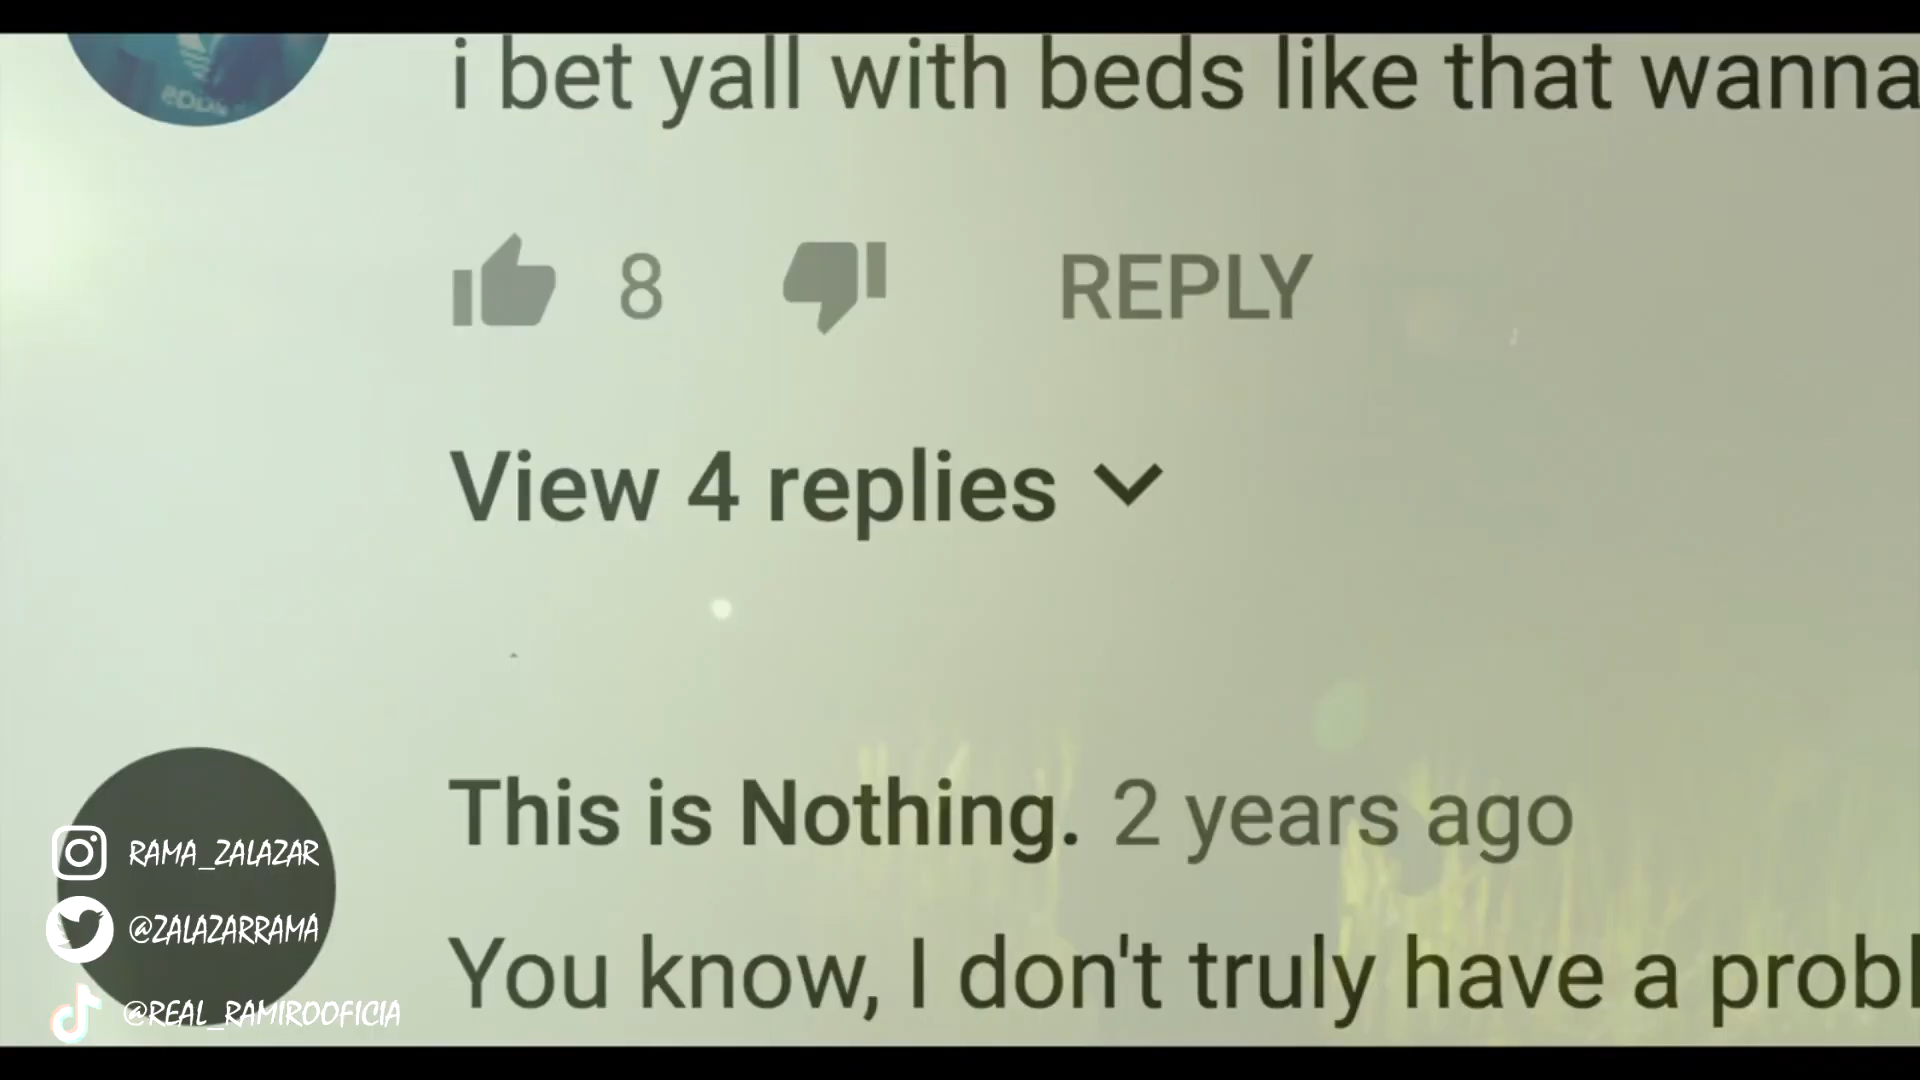 i bet yall with beds like that wanna
8 REPLY
View 4 replies
This is Nothing. 2 years ago
You know, I don't truly have a probl
RAMA_ZALAZAR
@ZALAZARRAMA
@REAL_RAMIROOFICIA